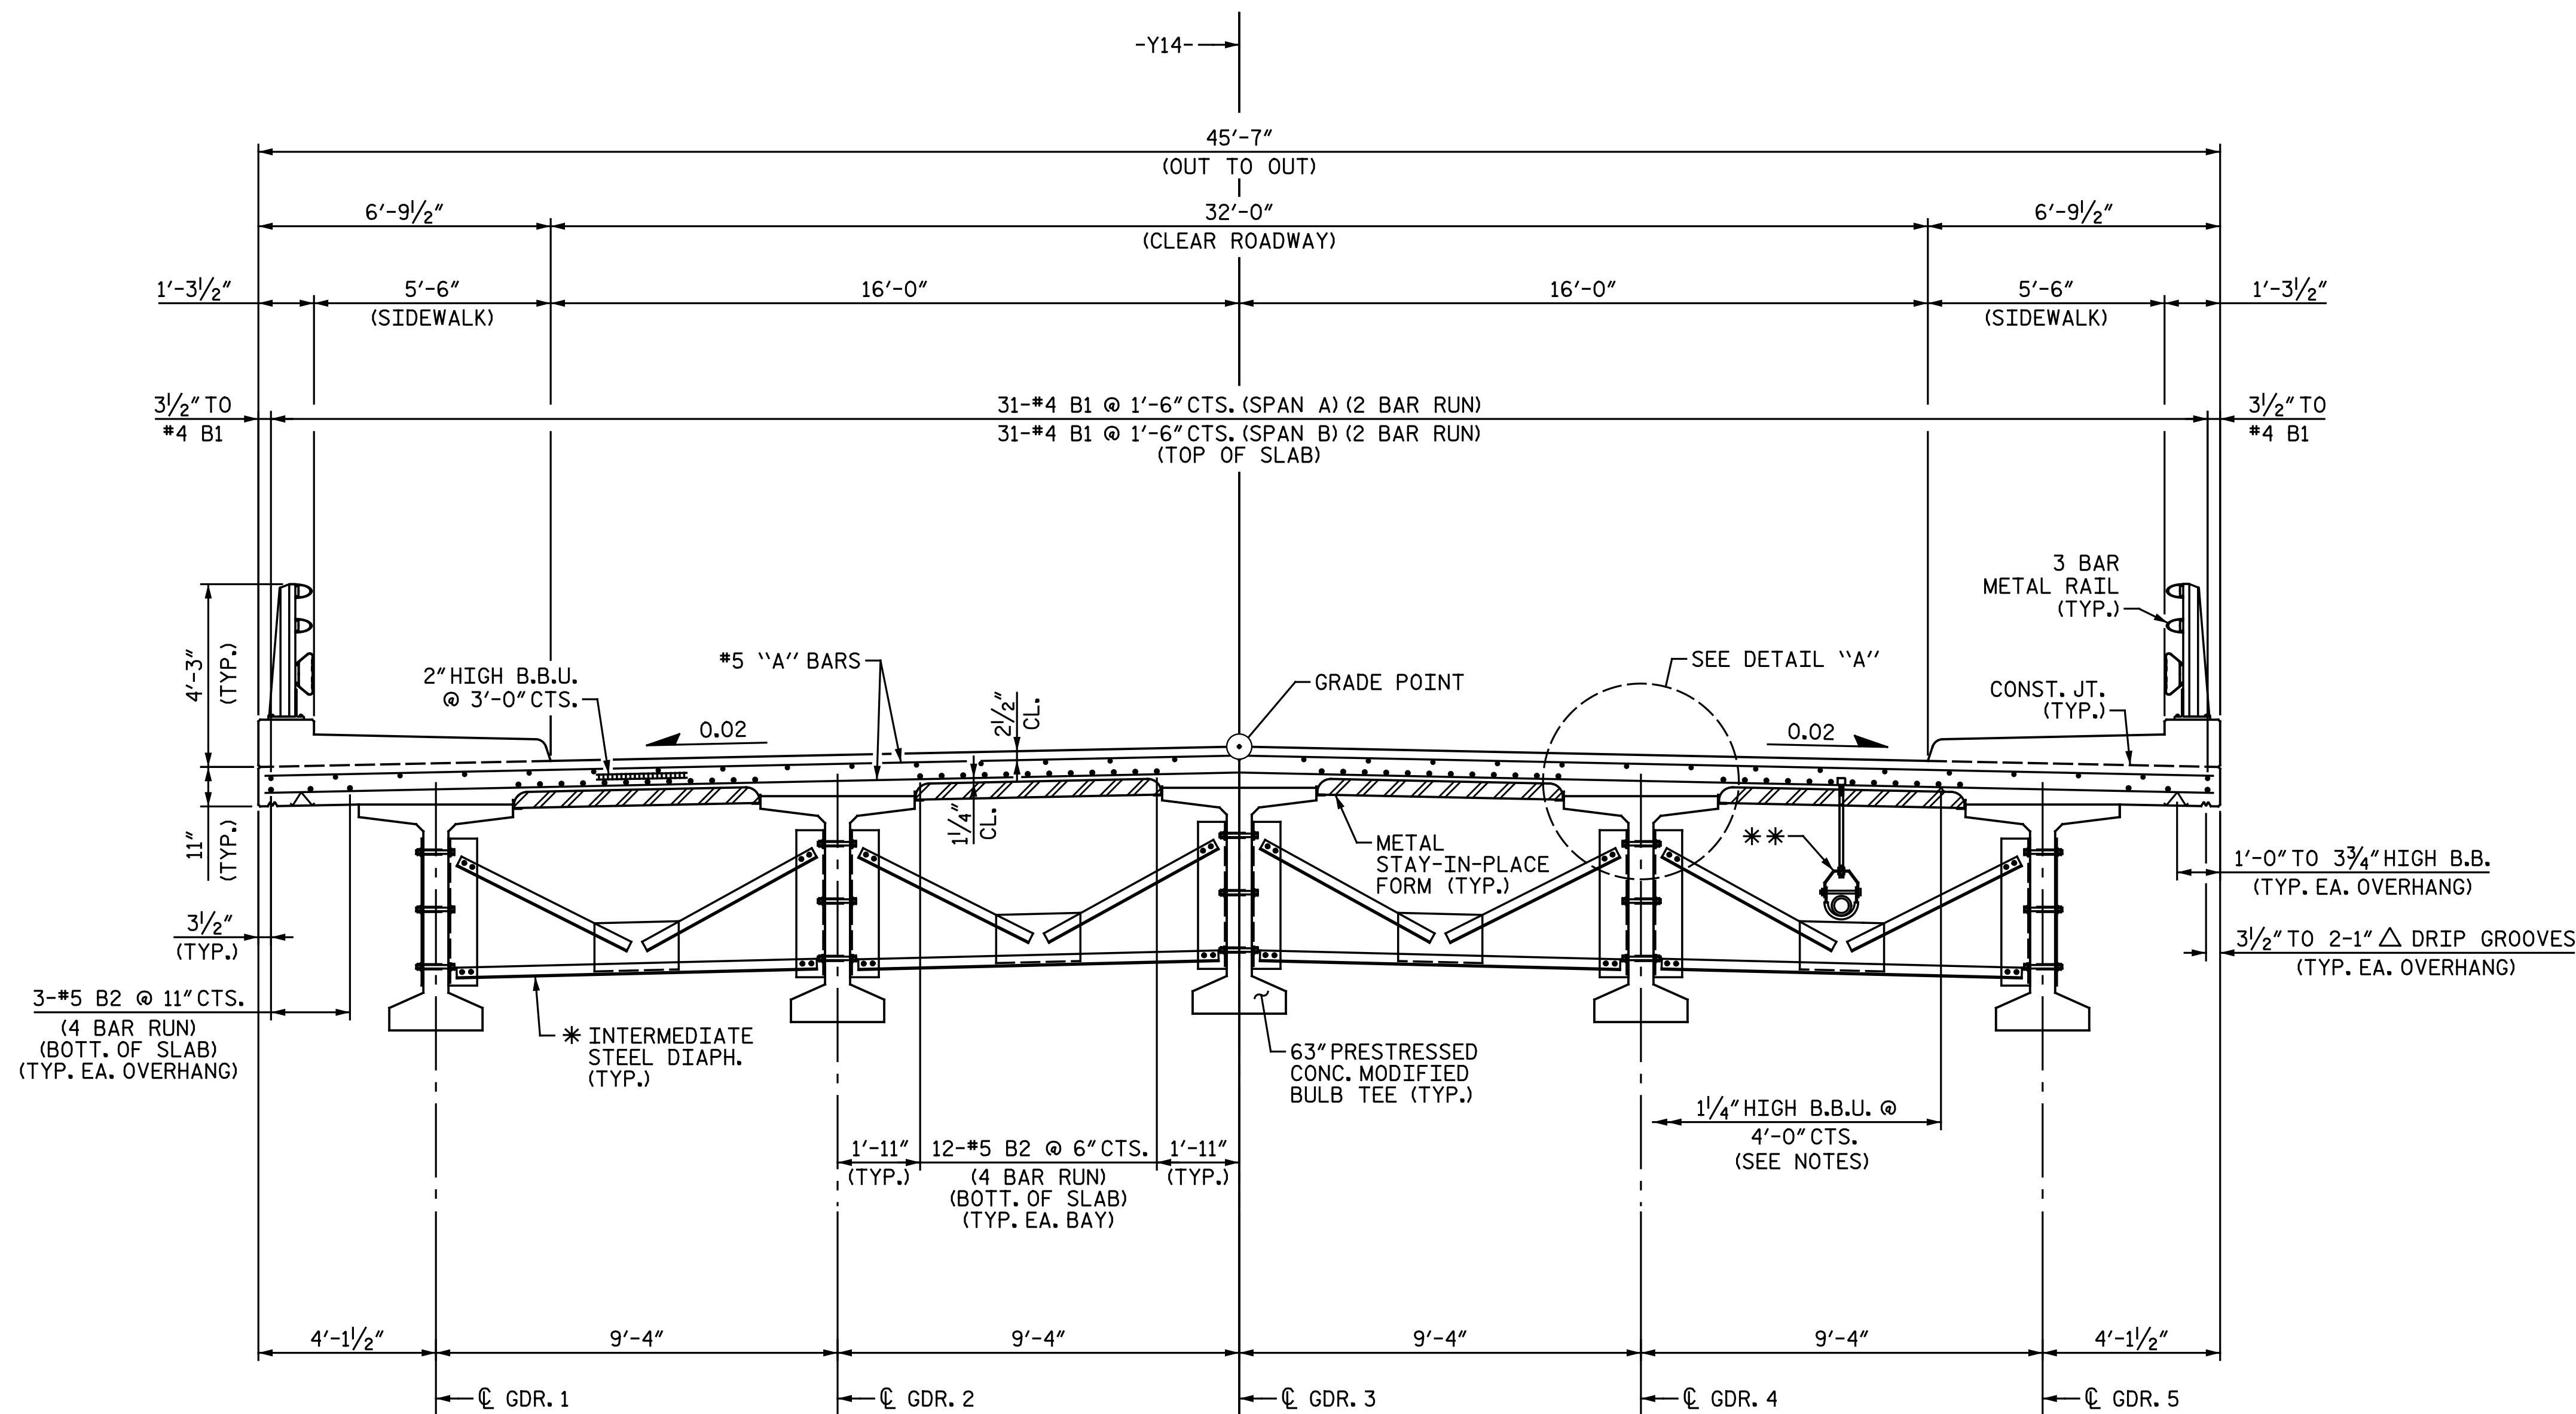 -Y14-
45'-7"
(OUT TO OUT)
6'-9½"
32'-0"
6'-9½"
(CLEAR ROADWAY)
1'-3½"
5'-6"
16'-0"
16'-0"
5'-6"
1'-3½"
(SIDEWALK)
(SIDEWALK)
3½" TO
#4 B1
31-#4 B1 @ 1'-6" CTS. (SPAN A) (2 BAR RUN)
31-#4 B1 @ 1'-6" CTS. (SPAN B) (2 BAR RUN)
(TOP OF SLAB)
3½" TO
#4 B1
3 BAR
METAL RAIL
(TYP.)
4'-3"
(TYP.)
2" HIGH B.B.U.
@ 3'-0" CTS.
#5 "A" BARS
2½"
CL.
GRADE POINT
SEE DETAIL "A"
CONST. JT.
(TYP.)
0.02
0.02
11"
(TYP.)
1¼"
CL.
METAL
STAY-IN-PLACE
FORM (TYP.)
**
1'-0" TO 3¾" HIGH B.B.
(TYP. EA. OVERHANG)
3½"
(TYP.)
3½" TO 2-1" △ DRIP GROOVES
(TYP. EA. OVERHANG)
3-#5 B2 @ 11" CTS.
(4 BAR RUN)
(BOTT. OF SLAB)
(TYP. EA. OVERHANG)
* INTERMEDIATE
STEEL DIAPH.
(TYP.)
63" PRESTRESSED
CONC. MODIFIED
BULB TEE (TYP.)
1'-11"
(TYP.)
12-#5 B2 @ 6" CTS.
(4 BAR RUN)
(BOTT. OF SLAB)
(TYP. EA. BAY)
1'-11"
(TYP.)
1¼" HIGH B.B.U. @
4'-0" CTS.
(SEE NOTES)
4'-1½"
9'-4"
9'-4"
9'-4"
9'-4"
4'-1½"
℄ GDR. 1
℄ GDR. 2
℄ GDR. 3
℄ GDR. 4
℄ GDR. 5